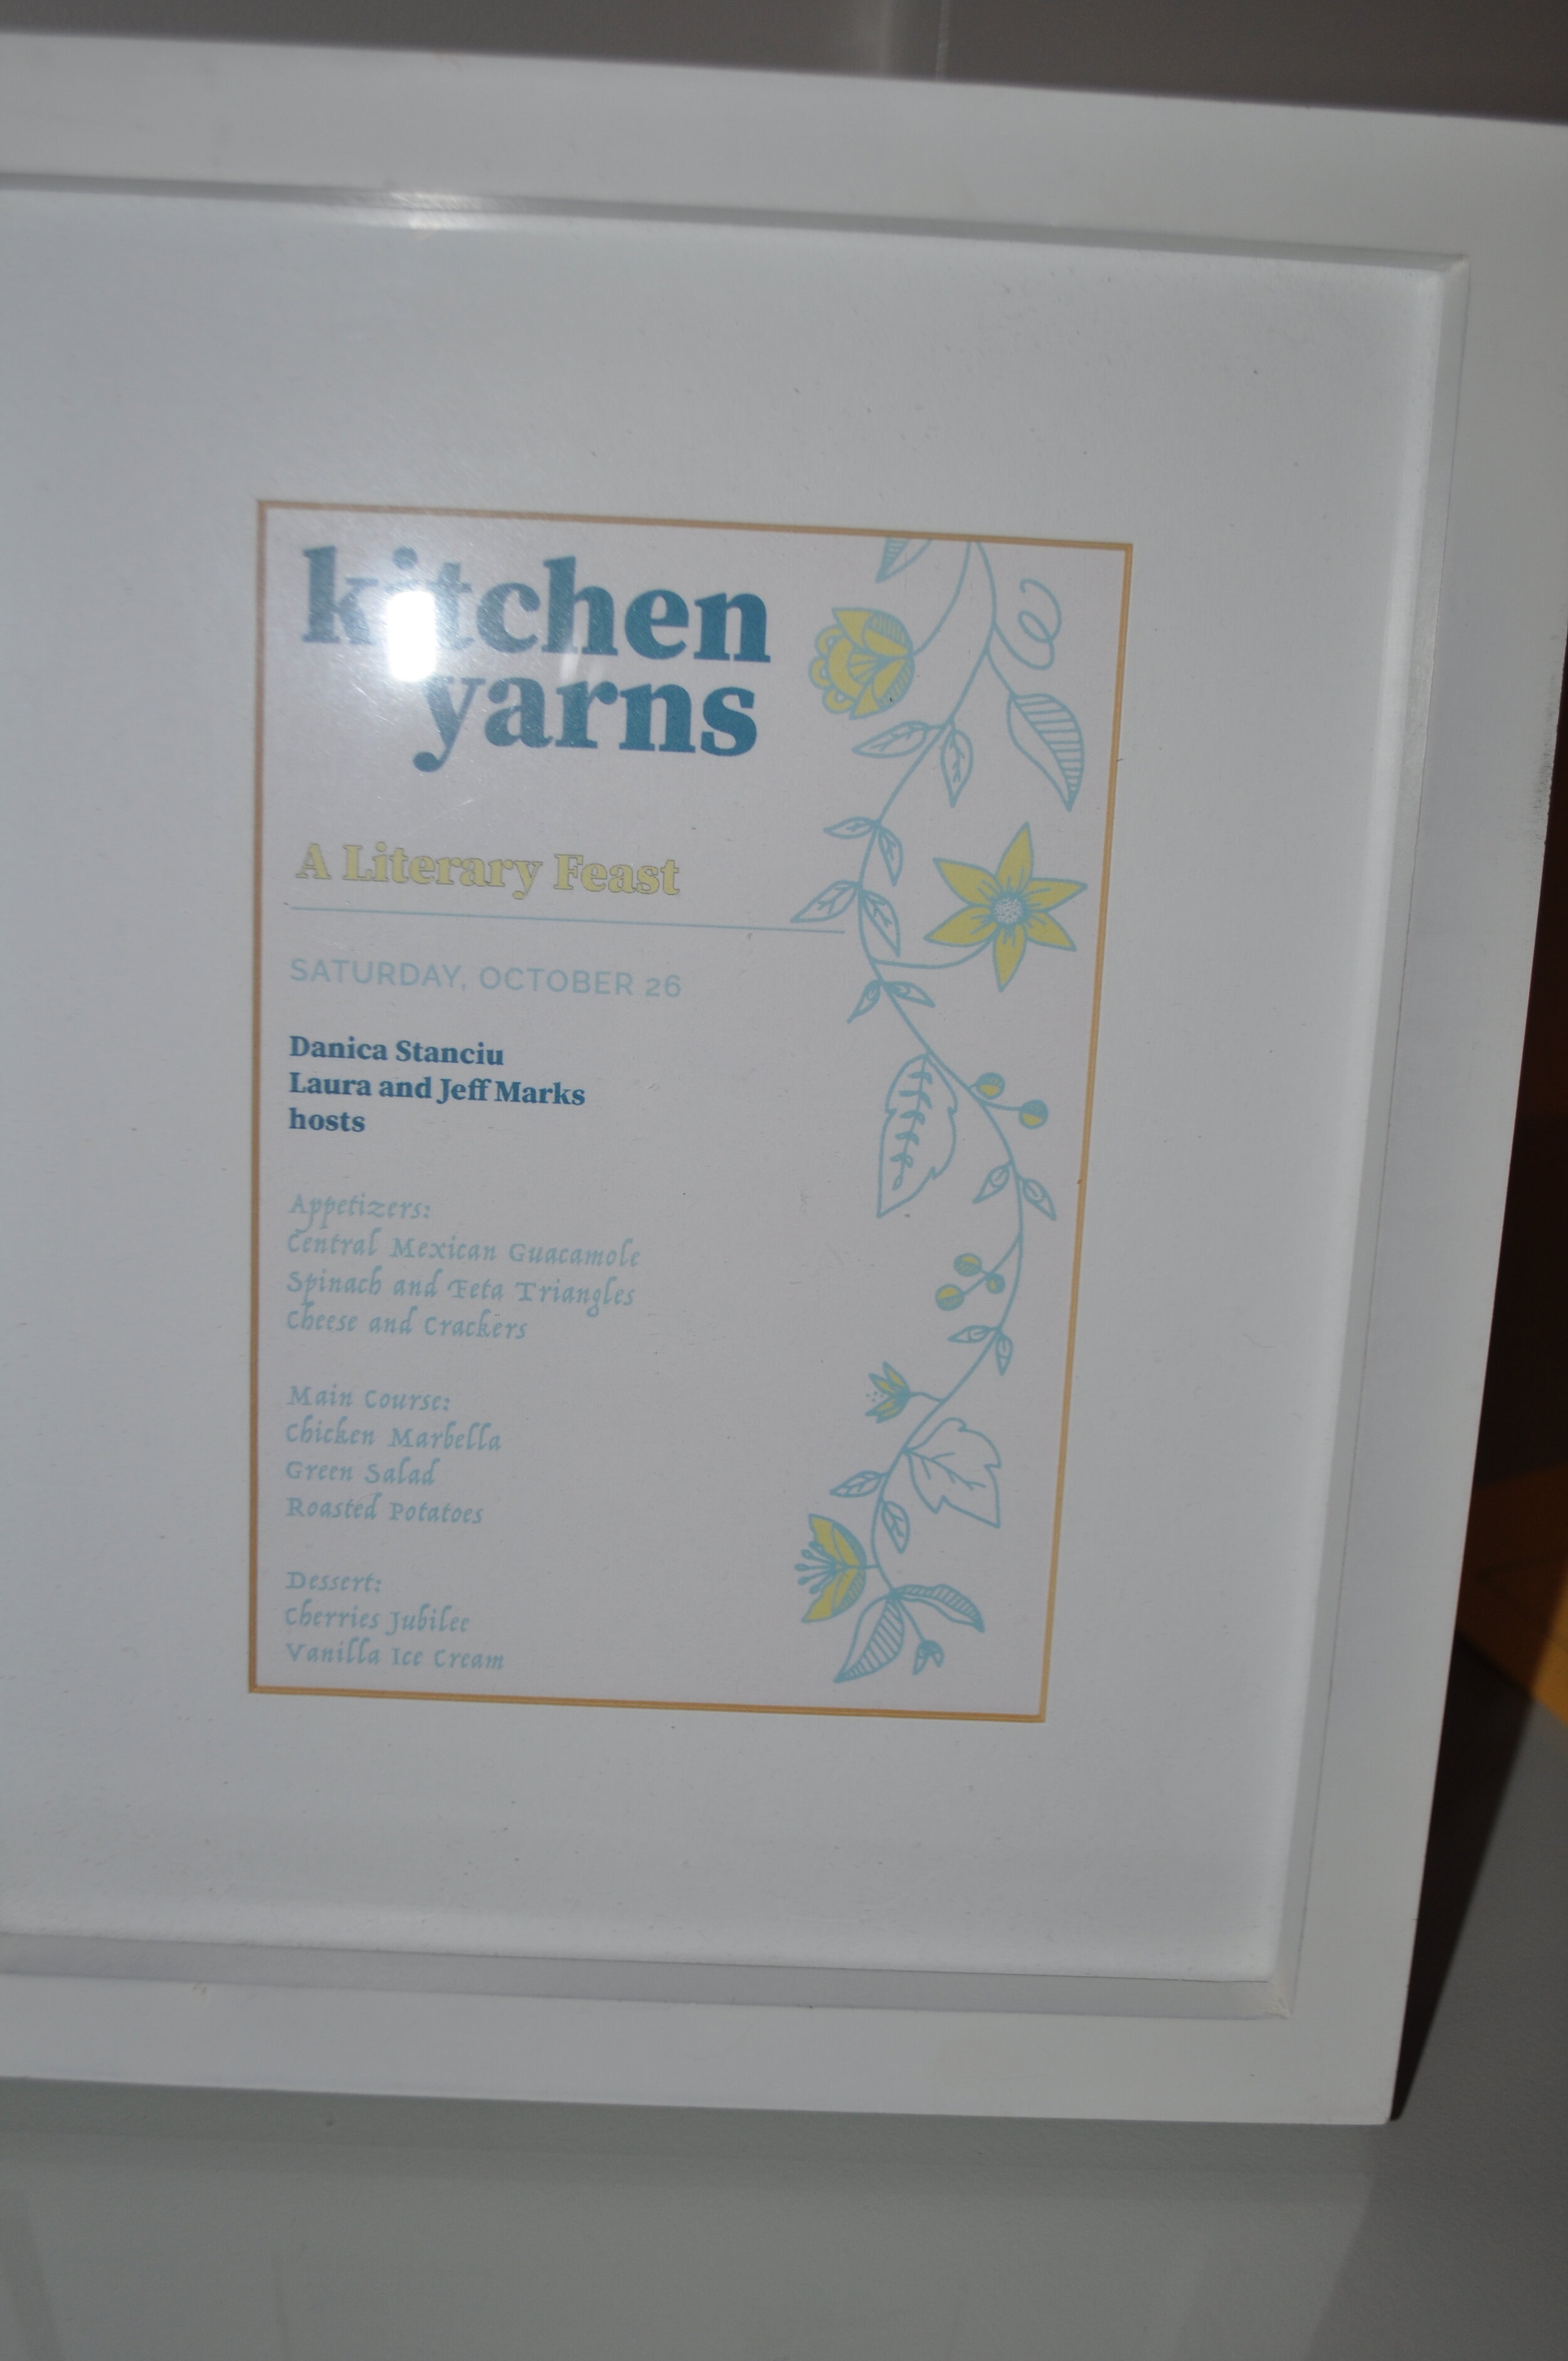 kitchen
yarns
A Literary Feast
SATURDAY, OCTOBER 26
Danica Stanciu
Laura and Jeff Marks
hosts
Appetizers:
Central Mexican Guacamole
Spinach and Feta Triangles
Cheese and Crackers
Main Course:
Chicken Marbella
Green Salad
Roasted Potatoes
Dessert:
Cherries Jubilee
Vanilla Ice Cream